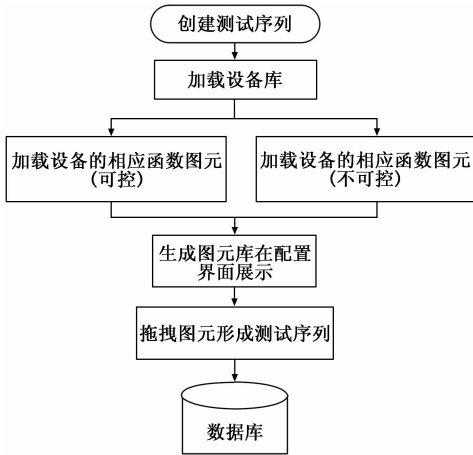 创建测试序列
加载设备库
加载设备的相应函数图元
(可控)
加载设备的相应函数图元
(不可控)
生成图元库在配置
界面展示
拖拽图元形成测试序列
数据库